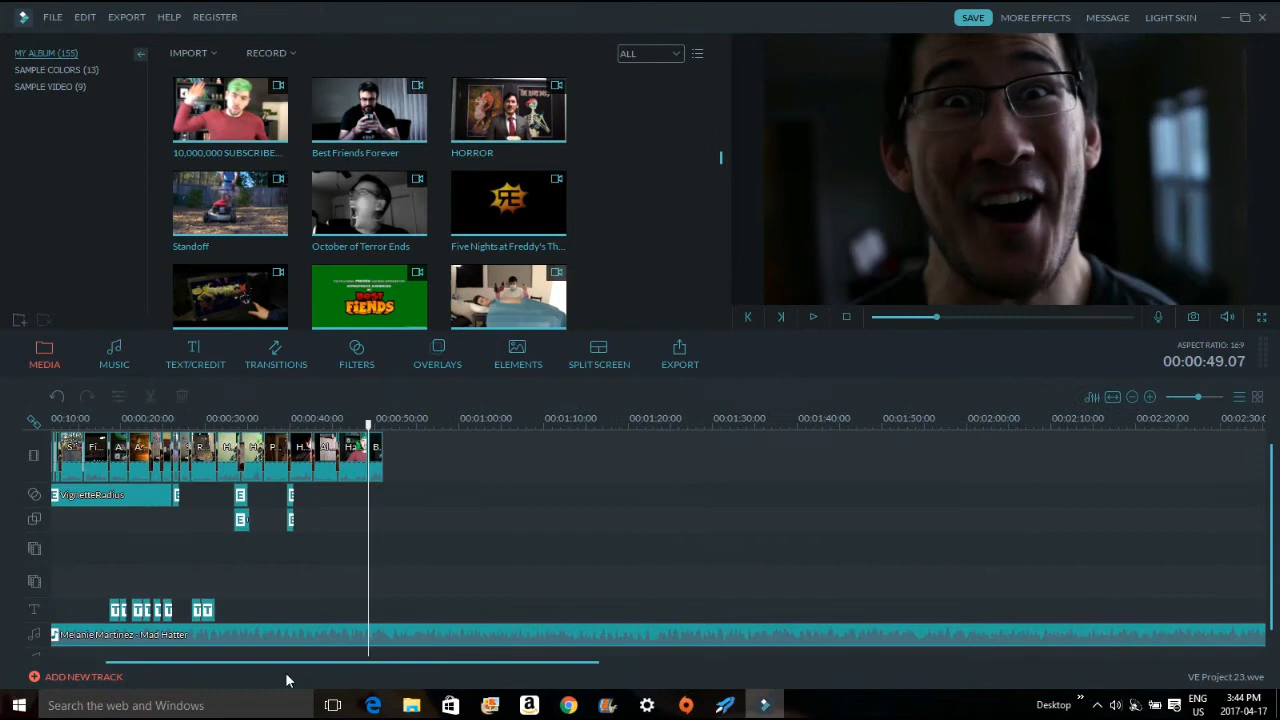 FILE EDIT EXPORT HELP REGISTER SAVE MORE EFFECTS MESSAGE LIGHT SKIN
MY ALBUM (155)
SAMPLE COLORS (13)
SAMPLE VIDEO (9)
IMPORT RECORD ALL
10,000,000 SUBSCRIBE... Best Friends Forever HORROR
Standoff October of Terror Ends Five Nights at Freddy's Th...
BEST FIENDS
MEDIA MUSIC TEXT/CREDIT TRANSITIONS FILTERS OVERLAYS ELEMENTS SPLIT SCREEN EXPORT
ASPECT RATIO: 16:9
00:00:49.07
00:10:00 00:00:20:00 00:00:30:00 00:00:40:00 00:00:50:00 00:01:00:00 00:01:10:00 00:01:20:00 00:01:30:00 00:01:40:00 00:01:50:00 00:02:00:00 00:02:10:00 00:02:20:00 00:02:30:0
S... Fi... A A R... H H P... H... Al Ha B
VignetteRadius E E E
E E
T T T T T T T T
Melanie Martinez - Mad Hatter
ADD NEW TRACK VE Project 23.wve
Search the web and Windows Desktop ENG US 3:44 PM 2017-04-17